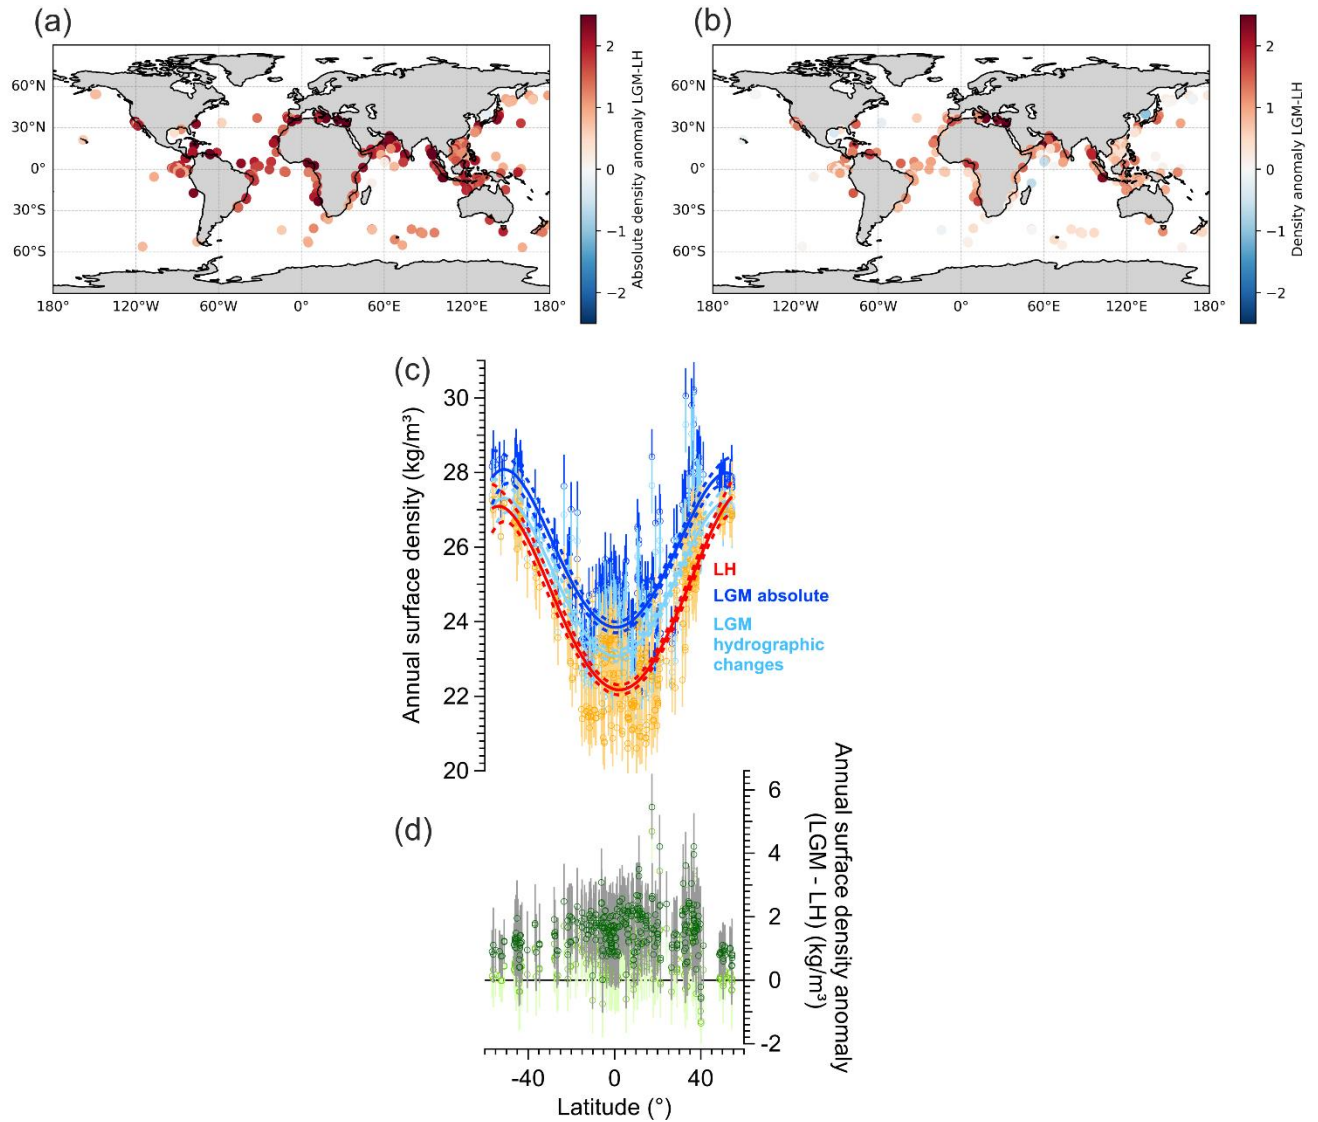 (a)
60°N
30°N
0°
30°S
60°S
180°
120°W
60°W
0°
60°E
120°E
180°
2
1
0
−1
−2
Absolute density anomaly LGM-LH
(b)
60°N
30°N
0°
30°S
60°S
180°
120°W
60°W
0°
60°E
120°E
180°
2
1
0
−1
−2
Density anomaly LGM-LH
(c)
30
28
26
24
22
20
Annual surface density (kg/m³)
LH
LGM absolute
LGM
hydrographic
changes
(d)
6
4
2
0
-2
Annual surface density anomaly
(LGM - LH) (kg/m³)
-40
0
40
Latitude (°)